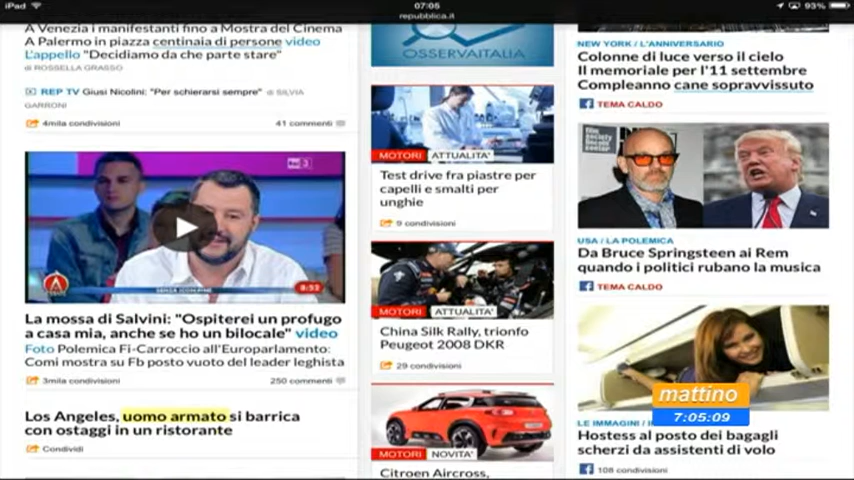 iPad
07:05
93%
repubblica.it
A Venezia i manifestanti fino a Mostra del Cinema
A Palermo in piazza centinaia di persone video
L'appello "Decidiamo da che parte stare"
di ROSSELLA GRASSO
REP TV Giusi Nicolini: "Per schierarsi sempre" di SILVIA
GARRONI
4mila condivisioni
41 commenti
Rai 3
SENZA ICONPINE
8:53
La mossa di Salvini: "Ospiterei un profugo
a casa mia, anche se ho un bilocale" video
Foto Polemica Fi-Carroccio all'Europarlamento:
Comi mostra su Fb posto vuoto del leader leghista
3mila condivisioni
250 commenti
Los Angeles, uomo armato si barrica
con ostaggi in un ristorante
Condividi
OSSERVAITALIA
MOTORI ATTUALITA'
Test drive fra piastre per
capelli e smalti per
unghie
9 condivisioni
MOTORI ATTUALITA'
China Silk Rally, trionfo
Peugeot 2008 DKR
29 condivisioni
MOTORI NOVITA'
Citroen Aircross,
NEW YORK / L'ANNIVERSARIO
Colonne di luce verso il cielo
Il memoriale per l'11 settembre
Compleanno cane sopravvissuto
TEMA CALDO
film
society
lincoln
center
USA / LA POLEMICA
Da Bruce Springsteen ai Rem
quando i politici rubano la musica
TEMA CALDO
mattino
7:05:09
LE IMMAGINI / I
Hostess al posto dei bagagli
scherzi da assistenti di volo
108 condivisioni